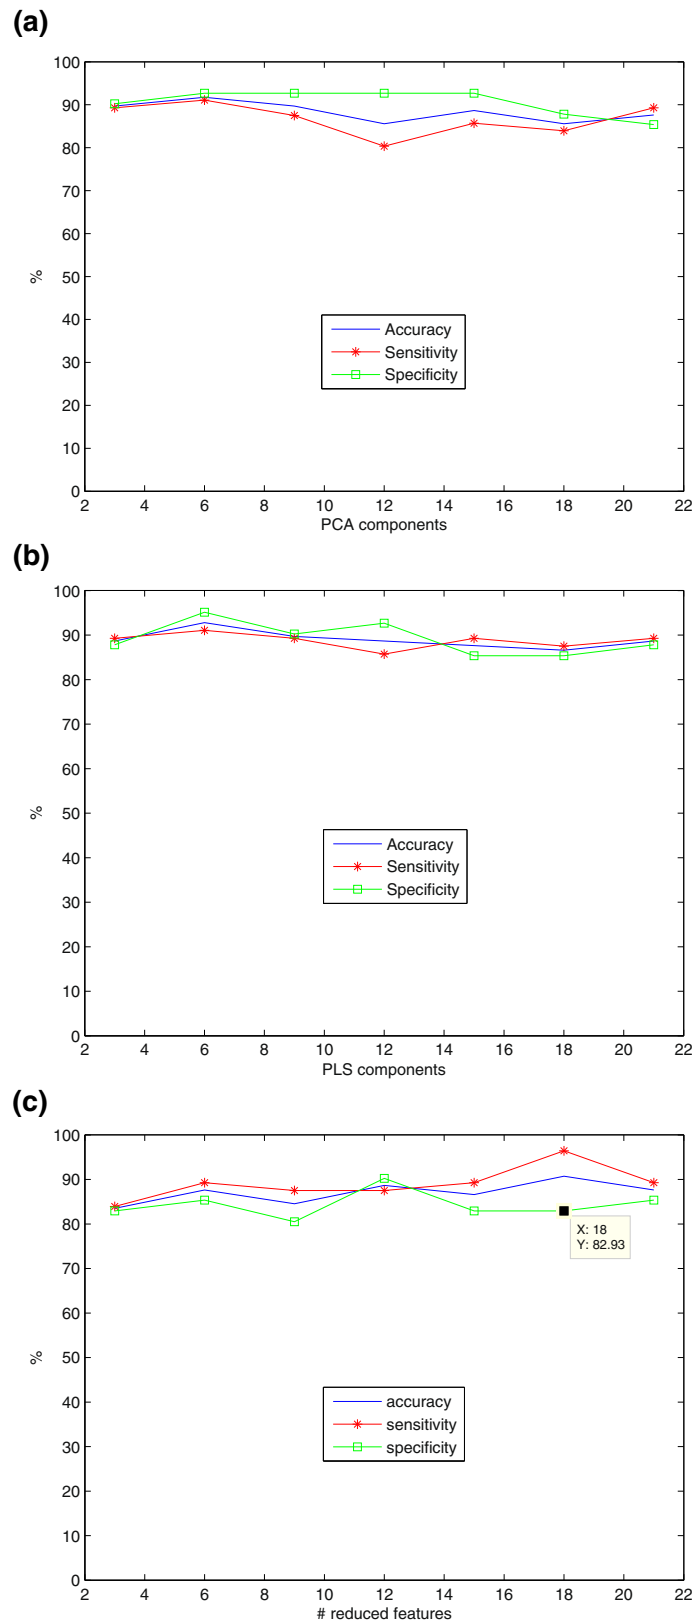 (a)
100
90
80
70
60
50
40
30
20
10
0
%
Accuracy
Sensitivity
Specificity
2 4 6 8 10 12 14 16 18 20 22
PCA components
(b)
100
90
80
70
60
50
40
30
20
10
0
%
Accuracy
Sensitivity
Specificity
2 4 6 8 10 12 14 16 18 20 22
PLS components
(c)
100
90
80
70
60
50
40
30
20
10
0
%
X: 18
Y: 82.93
accuracy
sensitivity
specificity
2 4 6 8 10 12 14 16 18 20 22
# reduced features